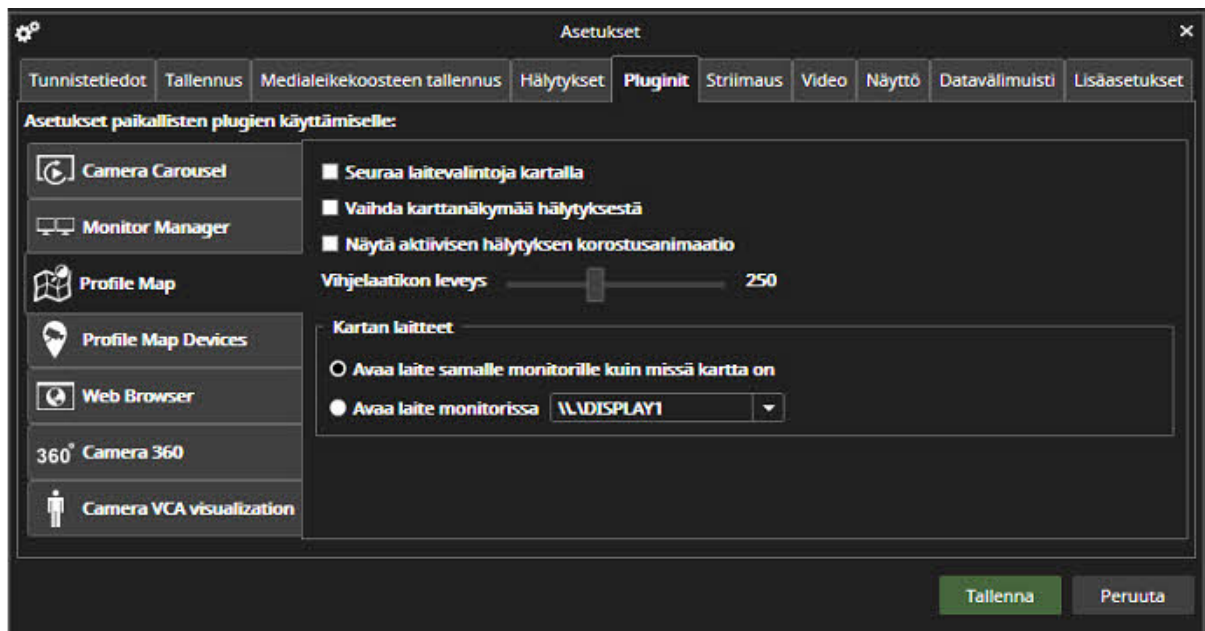 Asetukset
Tunnistetiedot Tallennus Medialeikekoosteen tallennus Hälytykset Pluginit Striimaus Video Näyttö Datavälimuisti Lisäasetukset
Asetukset paikallisten plugien käyttämiselle:
Camera Carousel
Monitor Manager
Profile Map
Profile Map Devices
Web Browser
360° Camera 360
Camera VCA visualization
Seuraa laitevalintoja kartalla
Vaihda karttanäkymää hälytyksestä
Näytä aktiivisen hälytyksen korostusanimaatio
Vihjelaatikon leveys 250
Kartan laitteet
Avaa laite samalle monitorille kuin missä kartta on
Avaa laite monitorissa \\.\DISPLAY1
Tallenna Peruuta